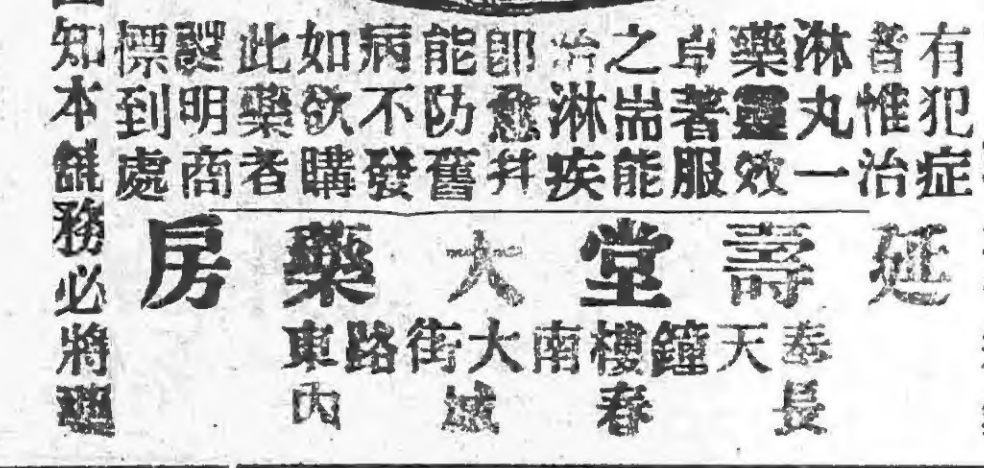 有犯症
皆惟治
淋丸一
藥靈效
卓著服
之耑能
治淋疾
即愈并
能防舊
病不發
如欲購
此藥者
認明商
標到處
延壽堂大藥房
奉天鐘樓南大街路東
長春城內
知本舖務必將